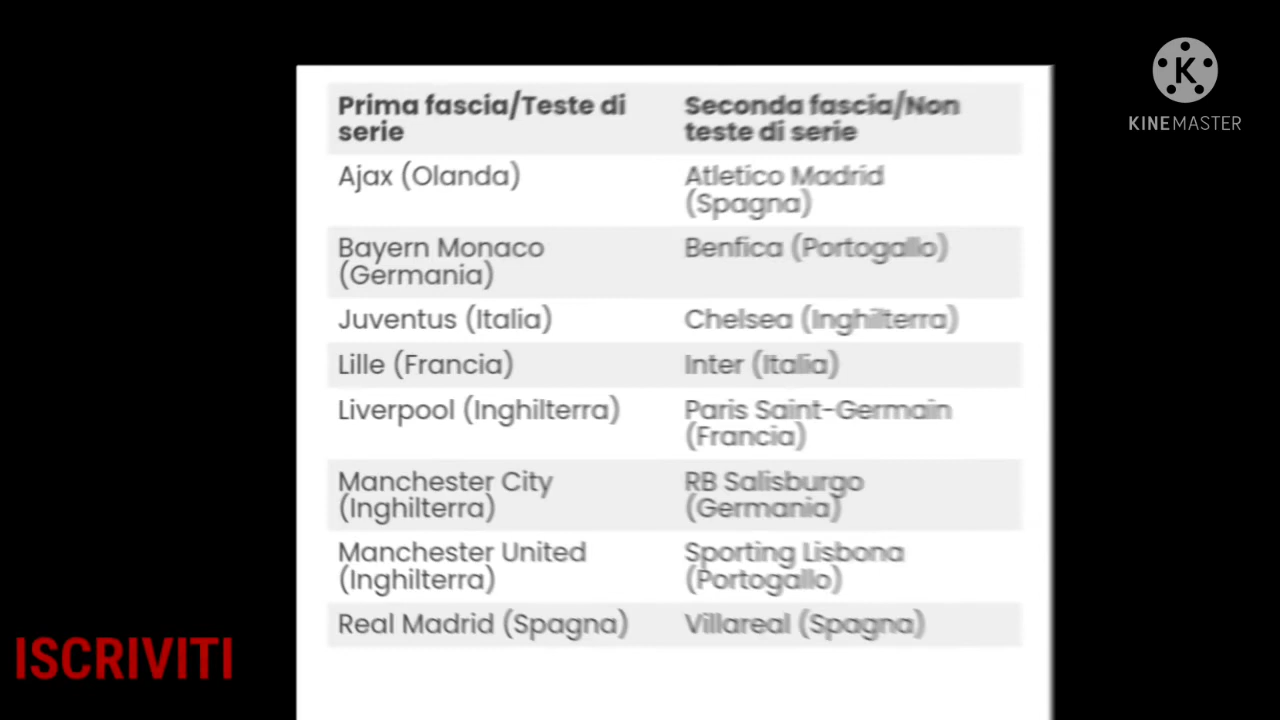 Prima fascia/Teste di
serie
Seconda fascia/Non
teste di serie
Ajax (Olanda)
Atletico Madrid
(Spagna)
Bayern Monaco
(Germania)
Benfica (Portogallo)
Juventus (Italia)
Chelsea (Inghilterra)
Lille (Francia)
Inter (Italia)
Liverpool (Inghilterra)
Paris Saint-Germain
(Francia)
Manchester City
(Inghilterra)
RB Salisburgo
(Germania)
Manchester United
(Inghilterra)
Sporting Lisbona
(Portogallo)
Real Madrid (Spagna)
Villareal (Spagna)
ISCRIVITI
K
KINEMASTER